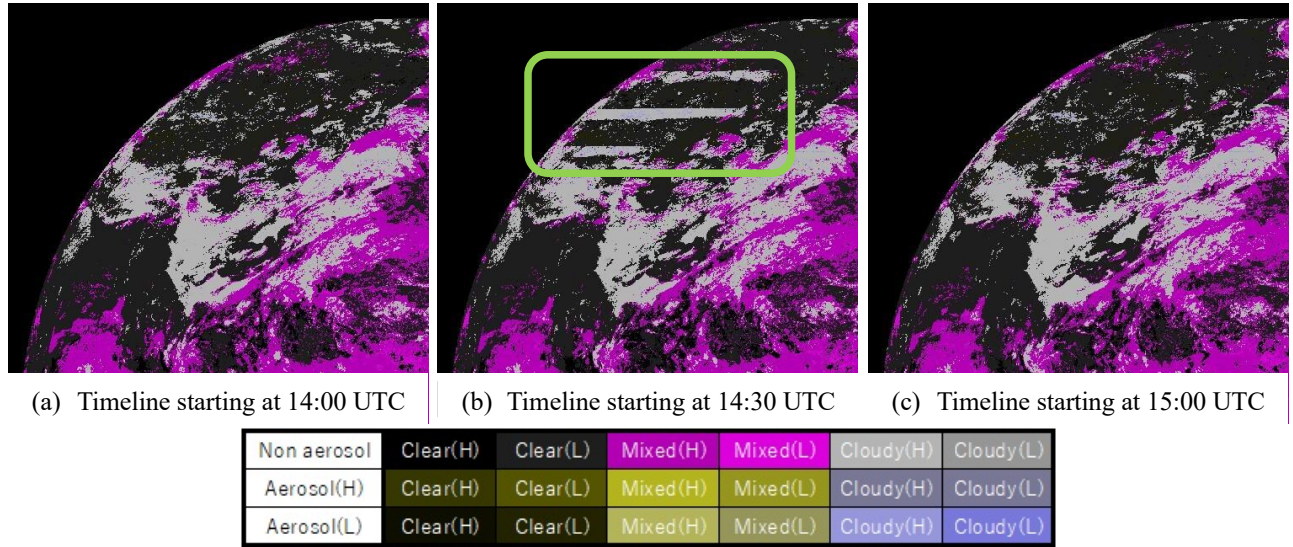 (a) Timeline starting at 14:00 UTC (b) Timeline starting at 14:30 UTC (c) Timeline starting at 15:00 UTC
Non aerosol Clear(H) Clear(L) Mixed(H) Mixed(L) Cloudy(H) Cloudy(L)
Aerosol(H) Clear(H) Clear(L) Mixed(H) Mixed(L) Cloudy(H) Cloudy(L)
Aerosol(L) Clear(H) Clear(L) Mixed(H) Mixed(L) Cloudy(H) Cloudy(L)